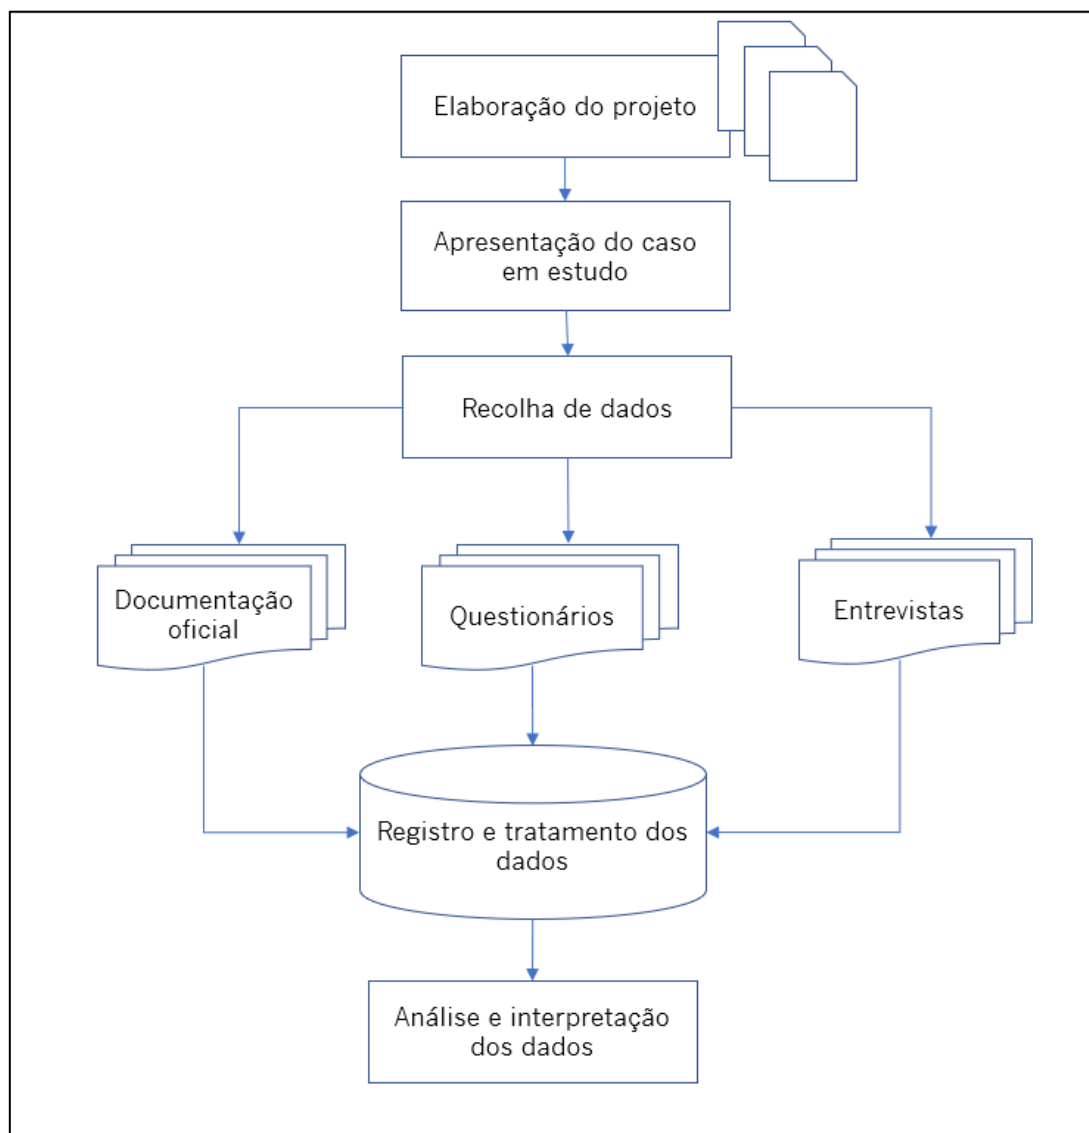 Elaboração do projeto
Apresentação do caso
em estudo
Recolha de dados
Documentação
oficial
Questionários
Entrevistas
Registro e tratamento dos
dados
Análise e interpretação
dos dados